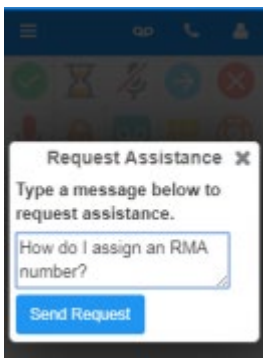 Request Assistance
Type a message below to
request assistance.
How do I assign an RMA
number?
Send Request